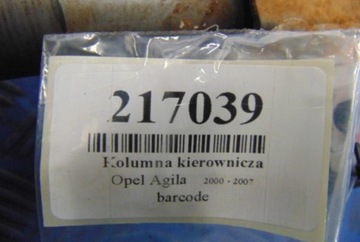 217039
Kolumna kierownicza
Opel Agila 2000 - 2007
barcode